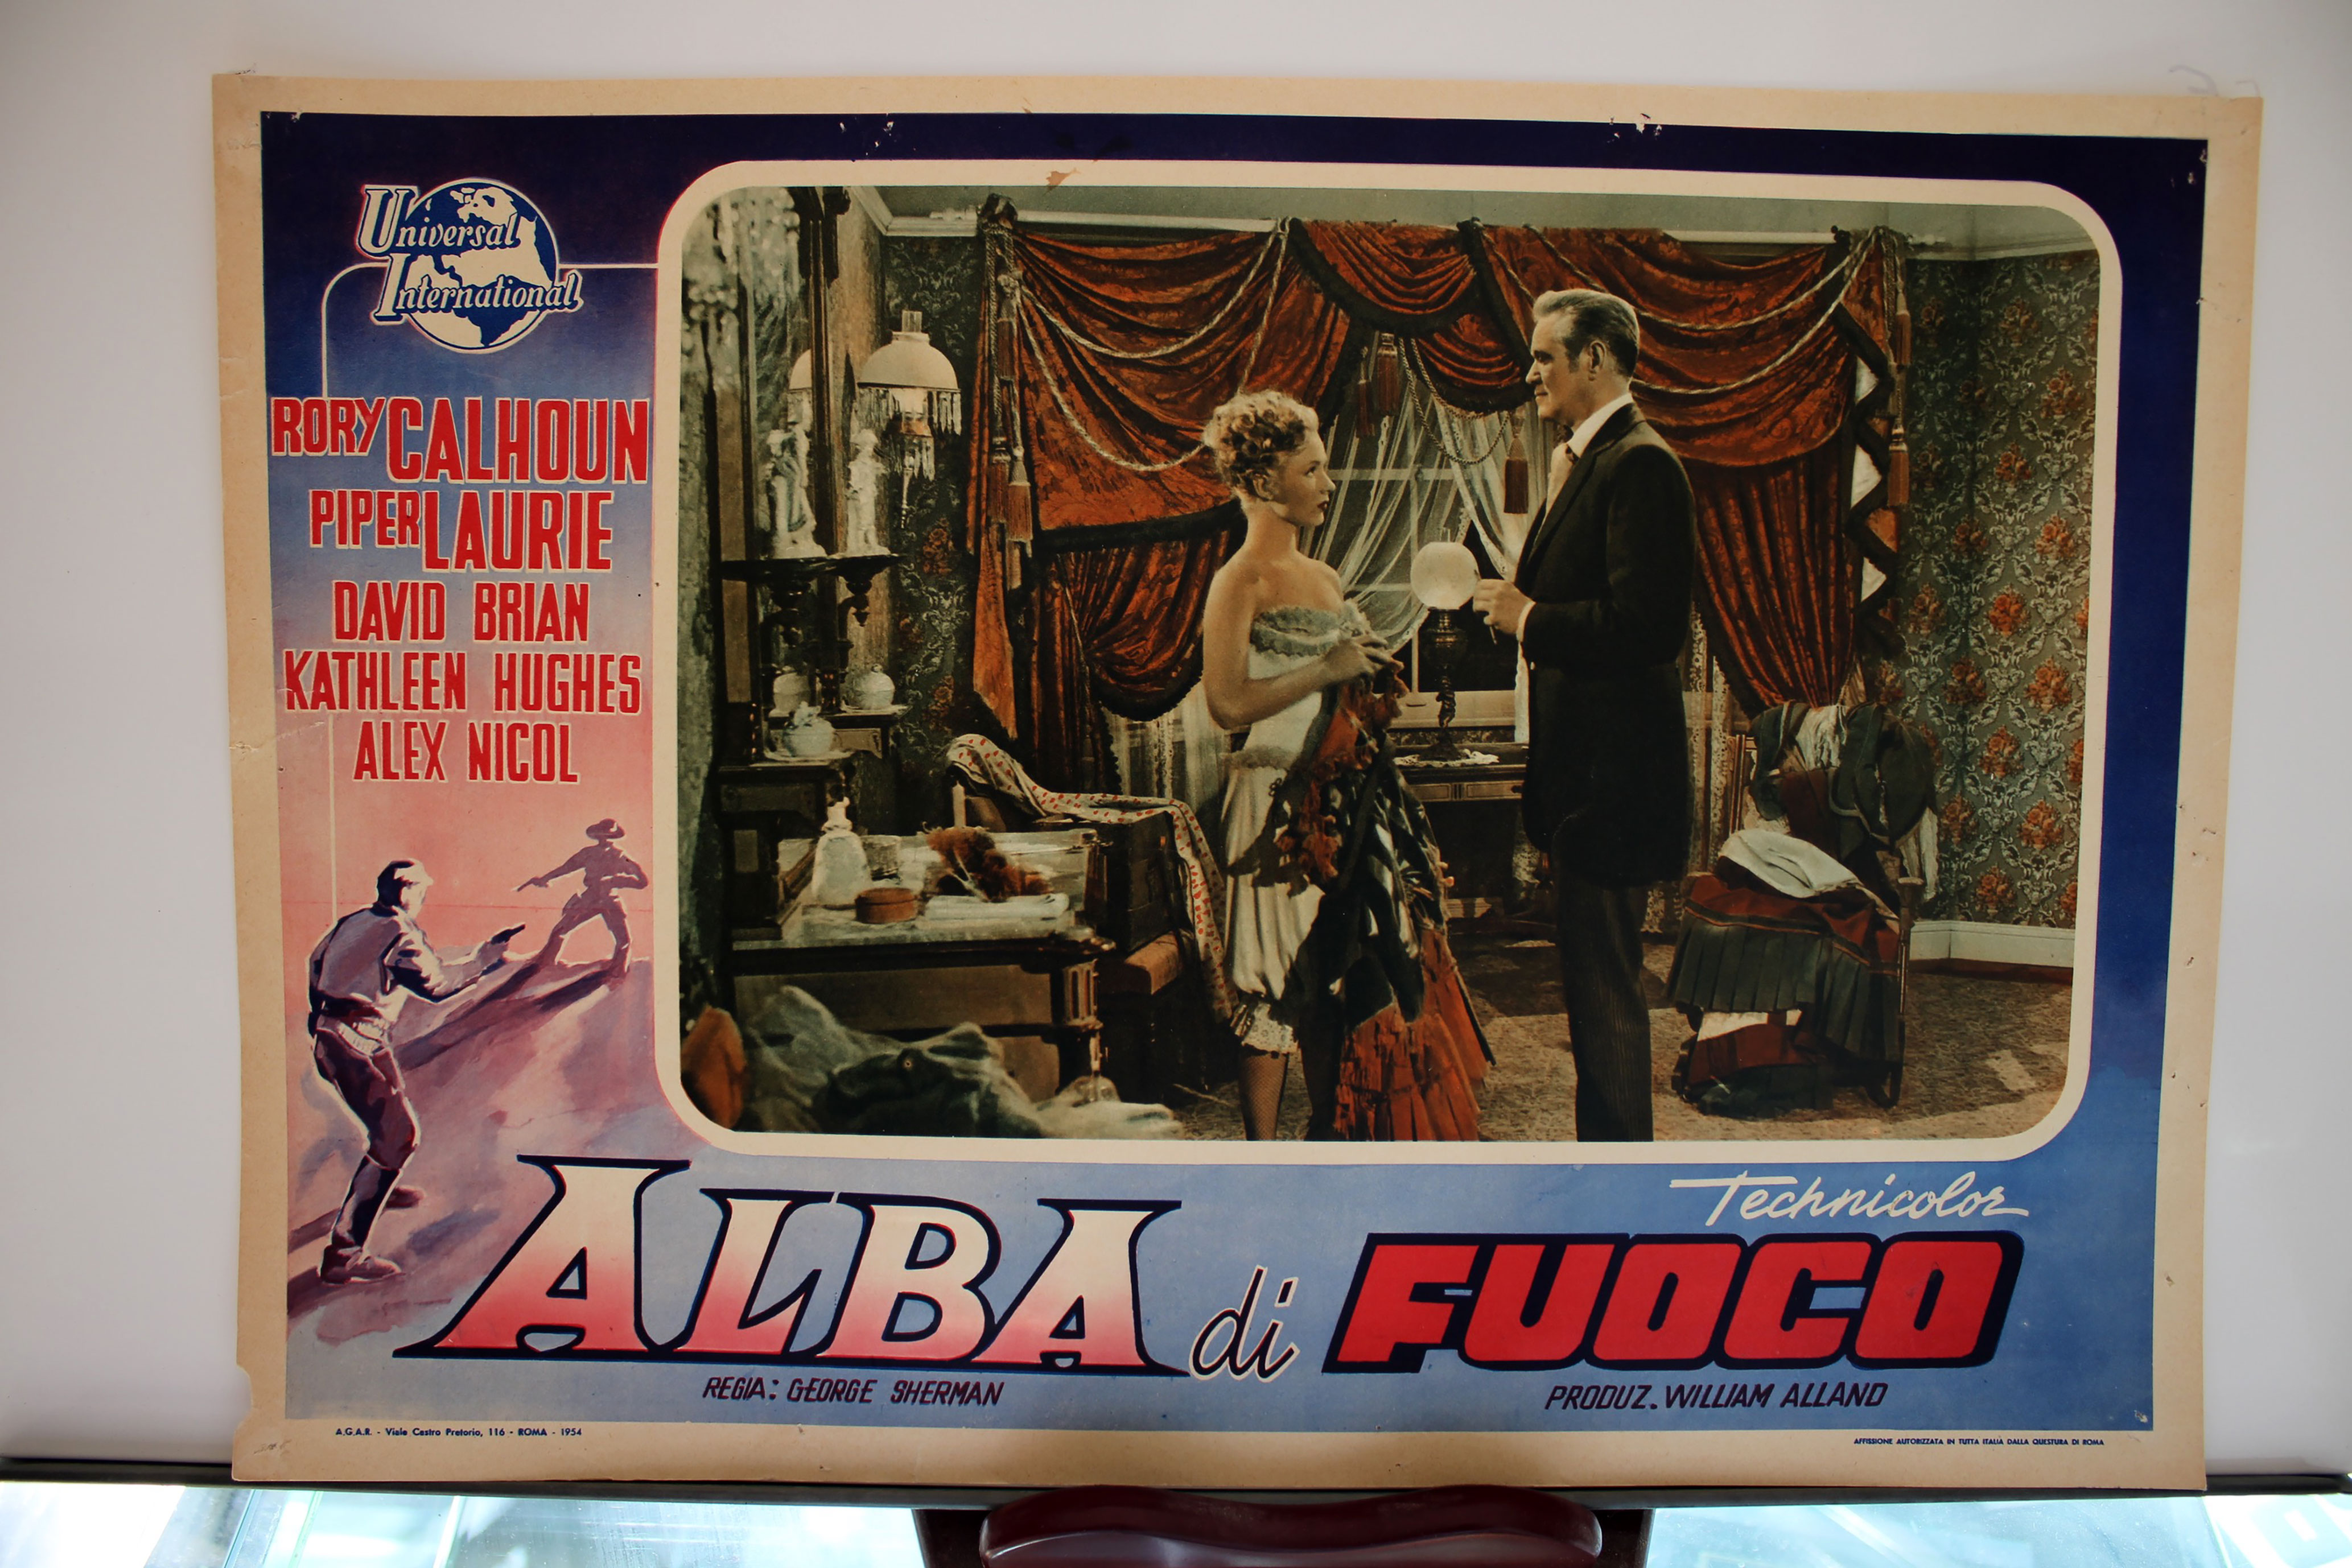 Universal
International
RORY CALHOUN
PIPER LAURIE
DAVID BRIAN
KATHLEEN HUGHES
ALEX NICOL
Technicolor
ALBA di FUOCO
REGIA: GEORGE SHERMAN
PRODUZ. WILLIAM ALLAND
A.G.A.R. - Viale Castro Pretorio, 116 - ROMA - 1954
AFFISSIONE AUTORIZZATA IN TUTTA ITALIA DALLA QUESTURA DI ROMA